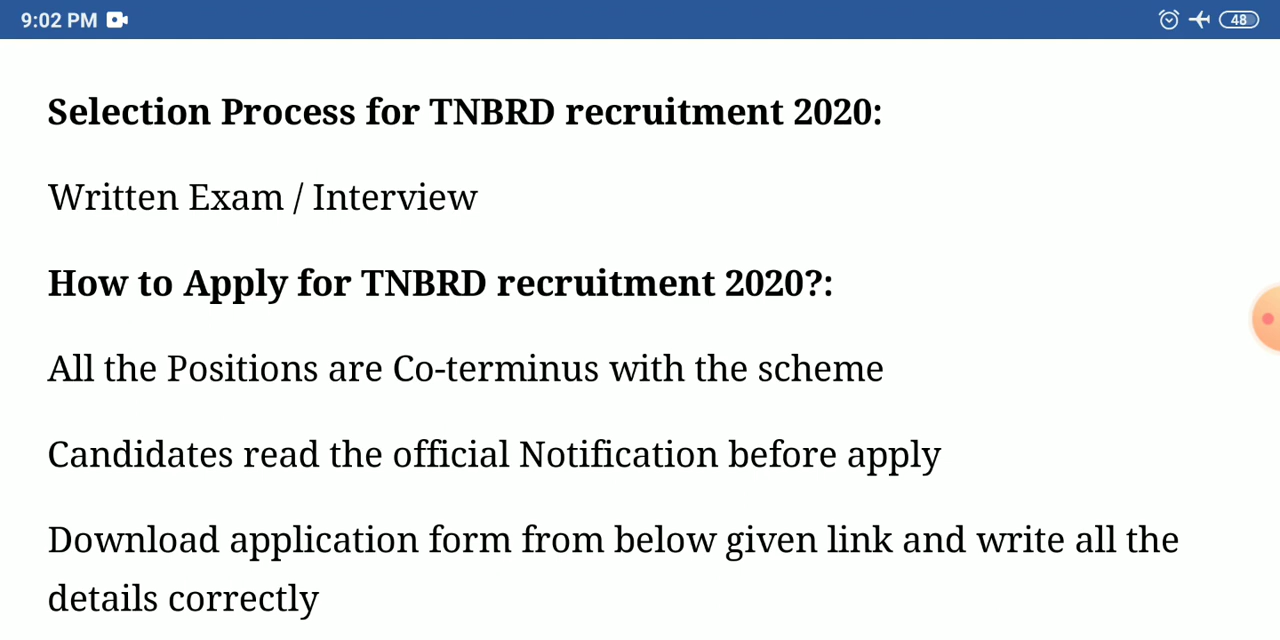 9:02 PM
48
Selection Process for TNBRD recruitment 2020:
Written Exam / Interview
How to Apply for TNBRD recruitment 2020?:
All the Positions are Co-terminus with the scheme
Candidates read the official Notification before apply
Download application form from below given link and write all the
details correctly